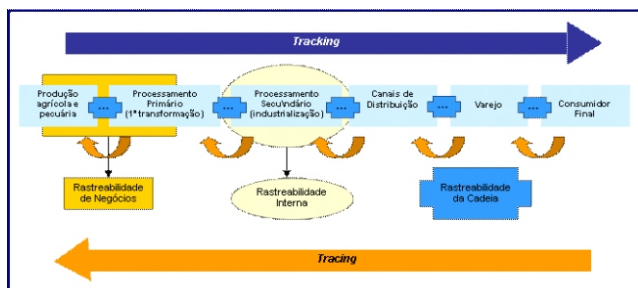 Tracking
Produção
agrícola e
pecuária
...
Processamento
Primário
(1ª transformação)
...
Processamento
Secundário
(industrialização)
...
Canais de
Distribuição
...
Varejo
...
Consumidor
Final
Rastreabilidade
de Negócios
Rastreabilidade
Interna
Rastreabilidade
da Cadeia
Tracing